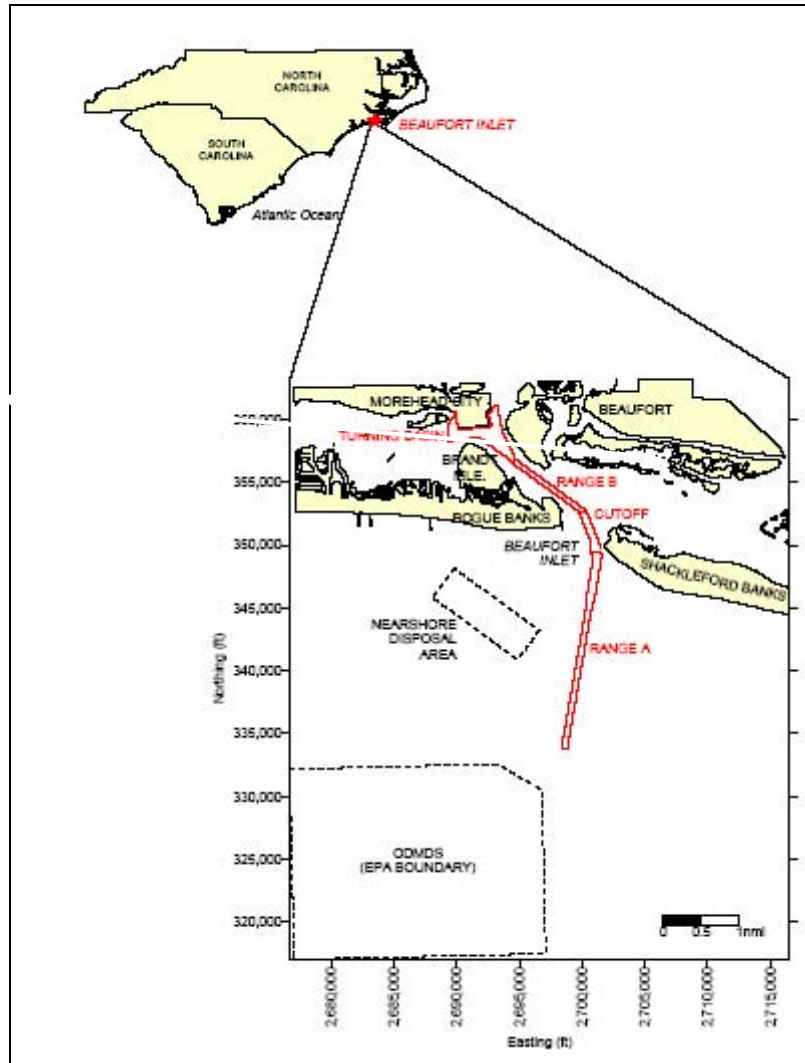 NORTH
CAROLINA
BEAUFORT INLET
SOUTH
CAROLINA
Atlantic Ocean
MOREHEAD CITY
BEAUFORT
TURNING BASIN
BRANDT
ISLE.
RANGE B
CUTOFF
BOGUE BANKS
BEAUFORT
INLET
SHACKLEFORD BANKS
NEARSHORE
DISPOSAL
AREA
RANGE A
ODMDS
(EPA BOUNDARY)
0 0.5 1nmi
Northing (ft)
355,000
350,000
345,000
340,000
335,000
330,000
325,000
320,000
2,680,000
2,685,000
2,690,000
2,695,000
2,700,000
2,705,000
2,710,000
2,715,000
Easting (ft)